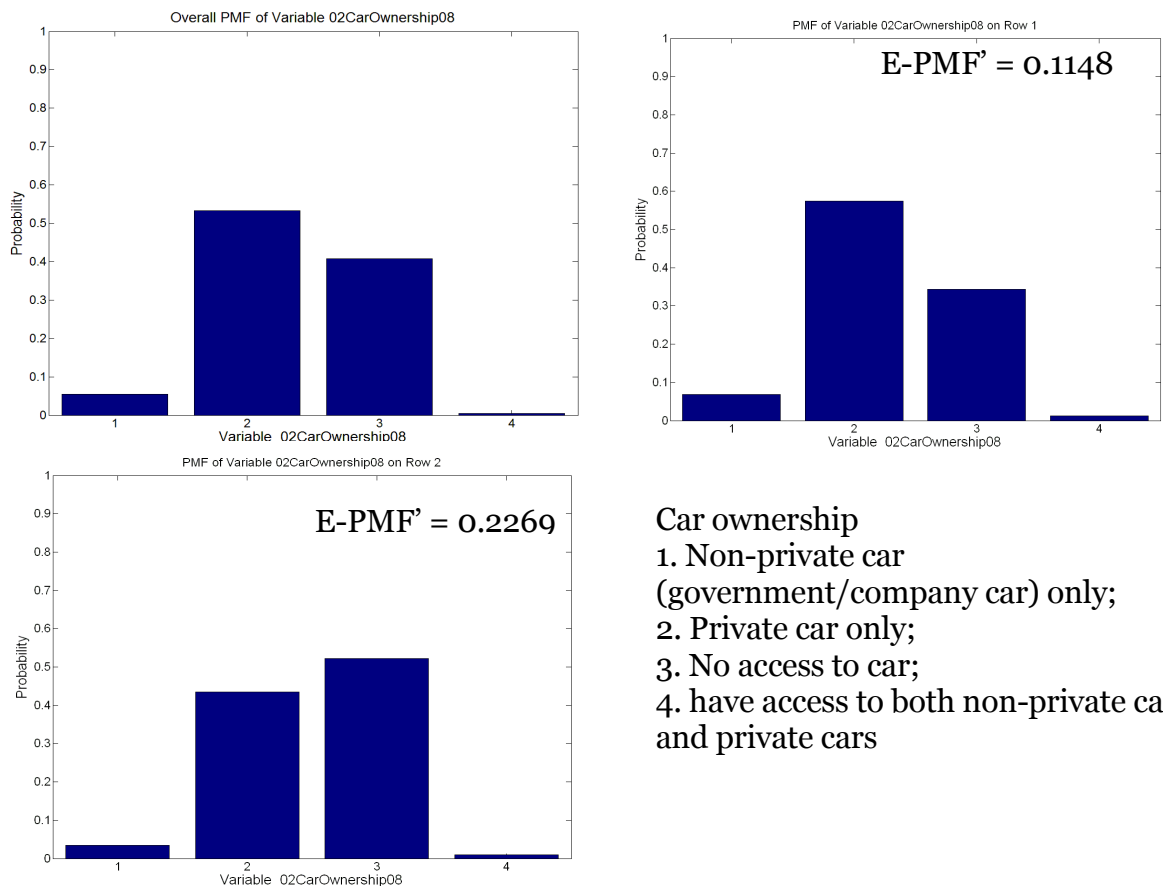 Overall PMF of Variable 02CarOwnership08
1
0.9
0.8
0.7
0.6
0.5
0.4
0.3
0.2
0.1
0
Probability
1 2 3 4
Variable 02CarOwnership08
PMF of Variable 02CarOwnership08 on Row 1
E-PMF’ = 0.1148
1
0.9
0.8
0.7
0.6
0.5
0.4
0.3
0.2
0.1
0
Probability
1 2 3 4
Variable 02CarOwnership08
PMF of Variable 02CarOwnership08 on Row 2
E-PMF’ = 0.2269
1
0.9
0.8
0.7
0.6
0.5
0.4
0.3
0.2
0.1
0
Probability
1 2 3 4
Variable 02CarOwnership08
Car ownership
1. Non-private car
(government/company car) only;
2. Private car only;
3. No access to car;
4. have access to both non-private ca
and private cars